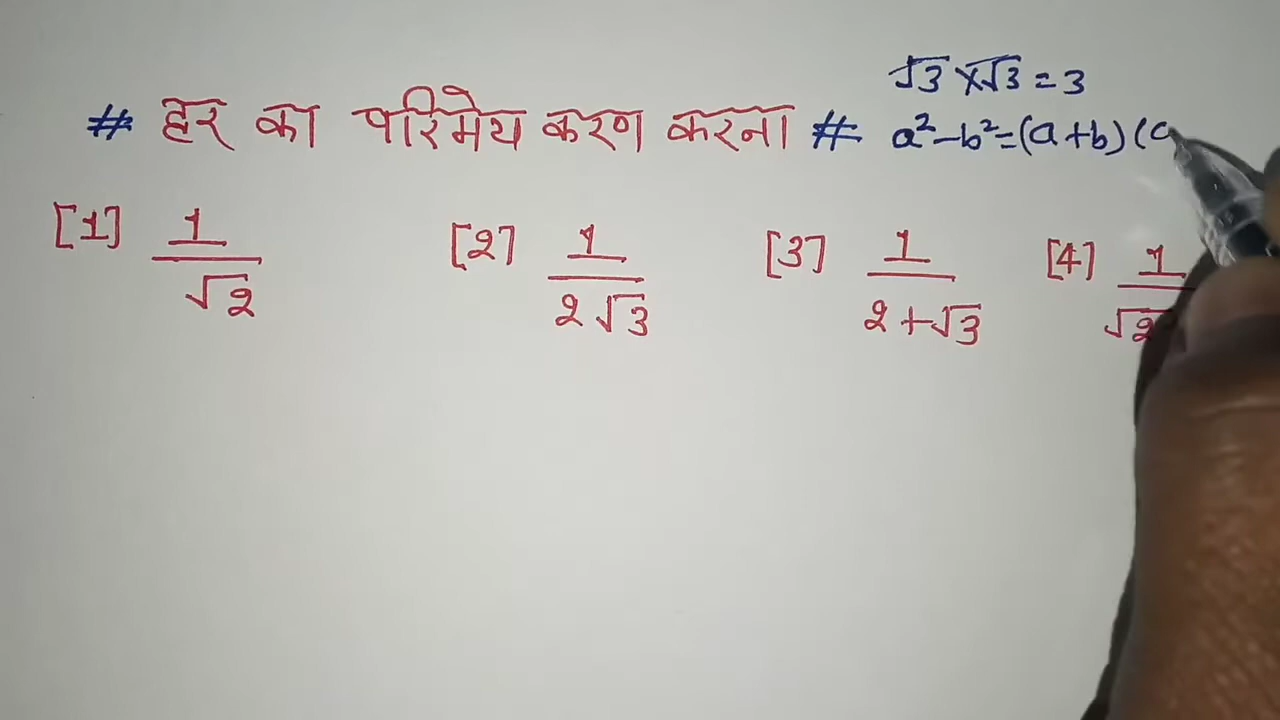 √3 × √3 = 3
# हर का परिमेय करण करना # a² - b² = (a + b) (a
[1] 1/√2 [2] 1/2√3 [3] 1/2+√3 [4] 1/√2